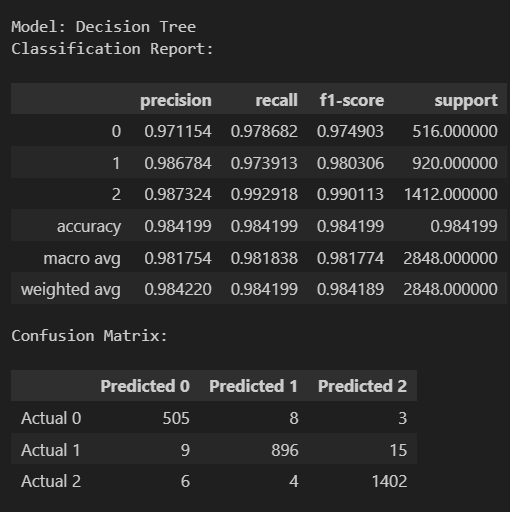 Model: Decision Tree
Classification Report:
precision recall f1-score support
0 0.971154 0.978682 0.974903 516.000000
1 0.986784 0.973913 0.980306 920.000000
2 0.987324 0.992918 0.990113 1412.000000
accuracy 0.984199 0.984199 0.984199 0.984199
macro avg 0.981754 0.981838 0.981774 2848.000000
weighted avg 0.984220 0.984199 0.984189 2848.000000
Confusion Matrix:
Predicted 0 Predicted 1 Predicted 2
Actual 0 505 8 3
Actual 1 9 896 15
Actual 2 6 4 1402